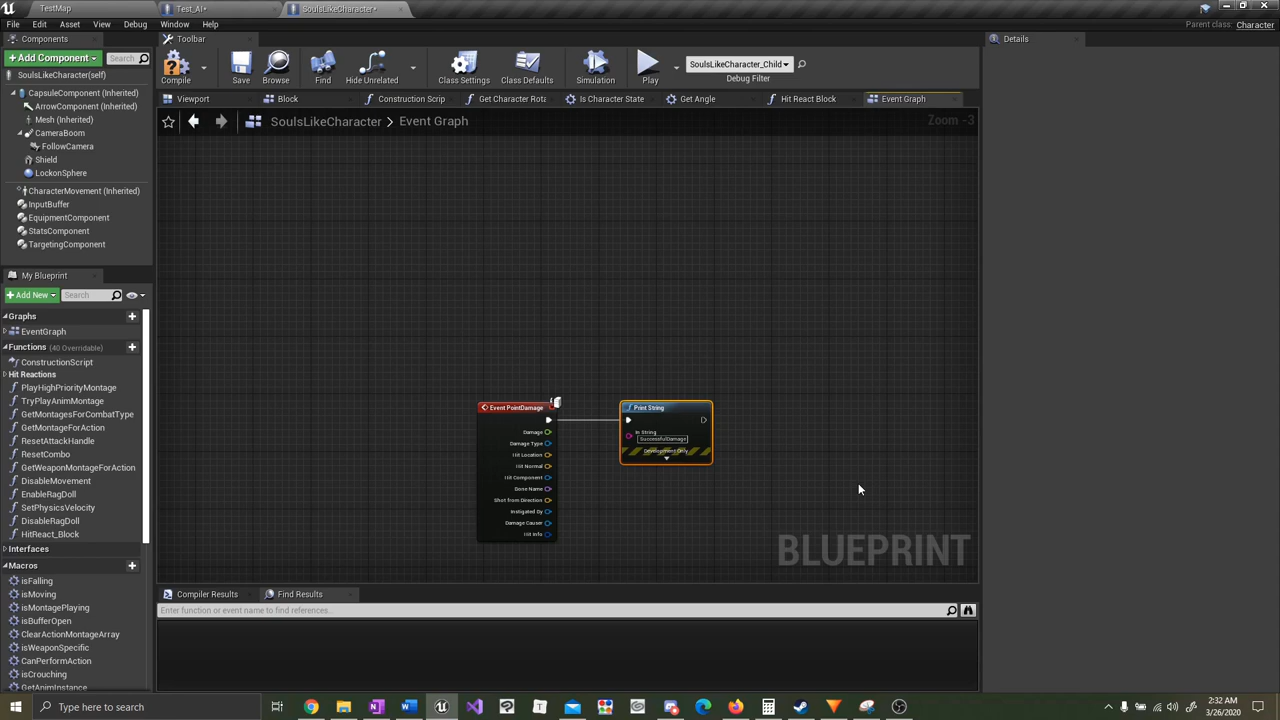 TestMap
Test_AI*
SoulsLikeCharacter*
File
Edit
Asset
View
Debug
Window
Help
Parent class: Character
Components
Toolbar
Details
+Add Component
Search
SoulsLikeCharacter(self)
CapsuleComponent (Inherited)
ArrowComponent (Inherited)
Mesh (Inherited)
CameraBoom
FollowCamera
Shield
LockonSphere
CharacterMovement (Inherited)
InputBuffer
EquipmentComponent
StatsComponent
TargetingComponent
Compile
Save
Browse
Find
Hide Unrelated
Class Settings
Class Defaults
Simulation
Play
SoulsLikeCharacter_Child
Debug Filter
Viewport
Block
Construction Scrip
Get Character Rota
Is Character State
Get Angle
Hit React Block
Event Graph
SoulsLikeCharacter > Event Graph
Zoom -3
My Blueprint
+Add New
Search
Graphs
EventGraph
Functions (40 Overridable)
ConstructionScript
Hit Reactions
PlayHighPriorityMontage
TryPlayAnimMontage
GetMontagesForCombatType
GetMontageForAction
ResetAttackHandle
ResetCombo
GetWeaponMontageForAction
DisableMovement
EnableRagDoll
SetPhysicsVelocity
DisableRagDoll
HitReact_Block
Interfaces
Macros
isFalling
isMoving
isMontagePlaying
isBufferOpen
ClearActionMontageArray
isWeaponSpecific
CanPerformAction
isCrouching
GetAnimInstance
Event PointDamage
Damage
Damage Type
Hit Location
Hit Normal
Hit Component
Bone Name
Shot from Direction
Instigated By
Damage Causer
Hit Info
Print String
In String
SuccessfulDamage
Development Only
BLUEPRINT
Compiler Results
Find Results
Enter function or event name to find references...
Type here to search
2:32 AM
3/26/2020